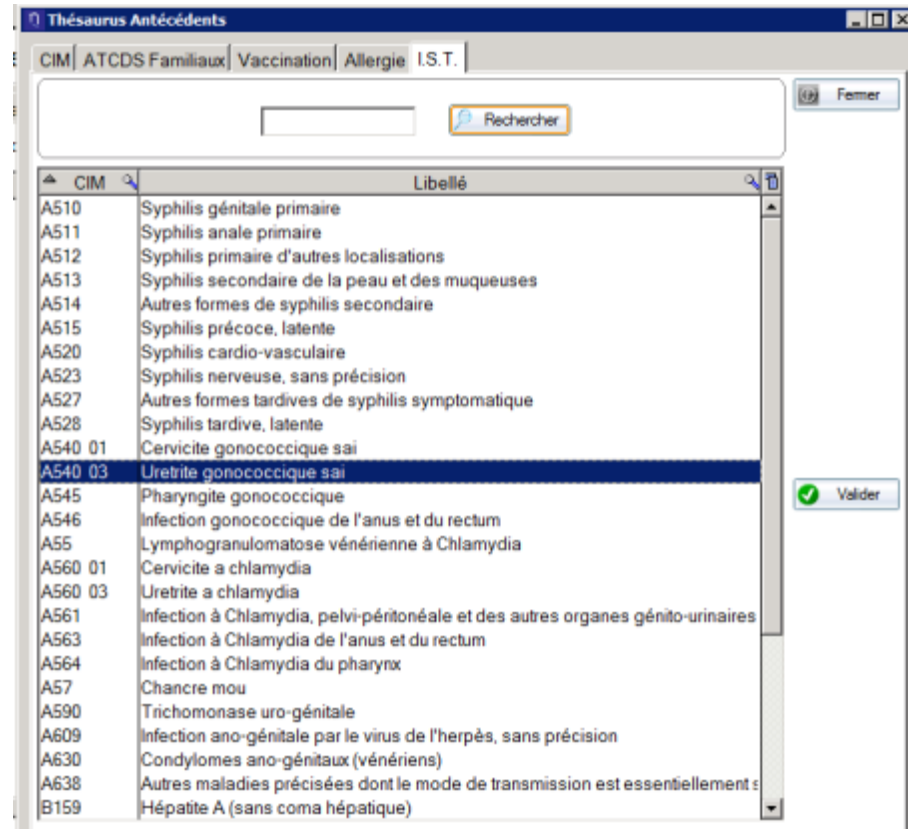 Thésaurus Antécédents
CIM ATCDS Familiaux Vaccination Allergie I.S.T.
Rechercher
Fermer
CIM Libellé
A510 Syphilis génitale primaire
A511 Syphilis anale primaire
A512 Syphilis primaire d'autres localisations
A513 Syphilis secondaire de la peau et des muqueuses
A514 Autres formes de syphilis secondaire
A515 Syphilis précoce, latente
A520 Syphilis cardio-vasculaire
A523 Syphilis nerveuse, sans précision
A527 Autres formes tardives de syphilis symptomatique
A528 Syphilis tardive, latente
A540 01 Cervicite gonococcique sai
A540 03 Uretrite gonococcique sai
A545 Pharyngite gonococcique
Valider
A546 Infection gonococcique de l'anus et du rectum
A55 Lymphogranulomatose vénérienne à Chlamydia
A560 01 Cervicite a chlamydia
A560 03 Uretrite a chlamydia
A561 Infection à Chlamydia, pelvi-péritonéale et des autres organes génito-urinaires
A563 Infection à Chlamydia de l'anus et du rectum
A564 Infection à Chlamydia du pharynx
A57 Chancre mou
A590 Trichomonase uro-génitale
A609 Infection ano-génitale par le virus de l'herpès, sans précision
A630 Condylomes ano-génitaux (vénériens)
A638 Autres maladies précisées dont le mode de transmission est essentiellement s
B159 Hépatite A (sans coma hépatique)